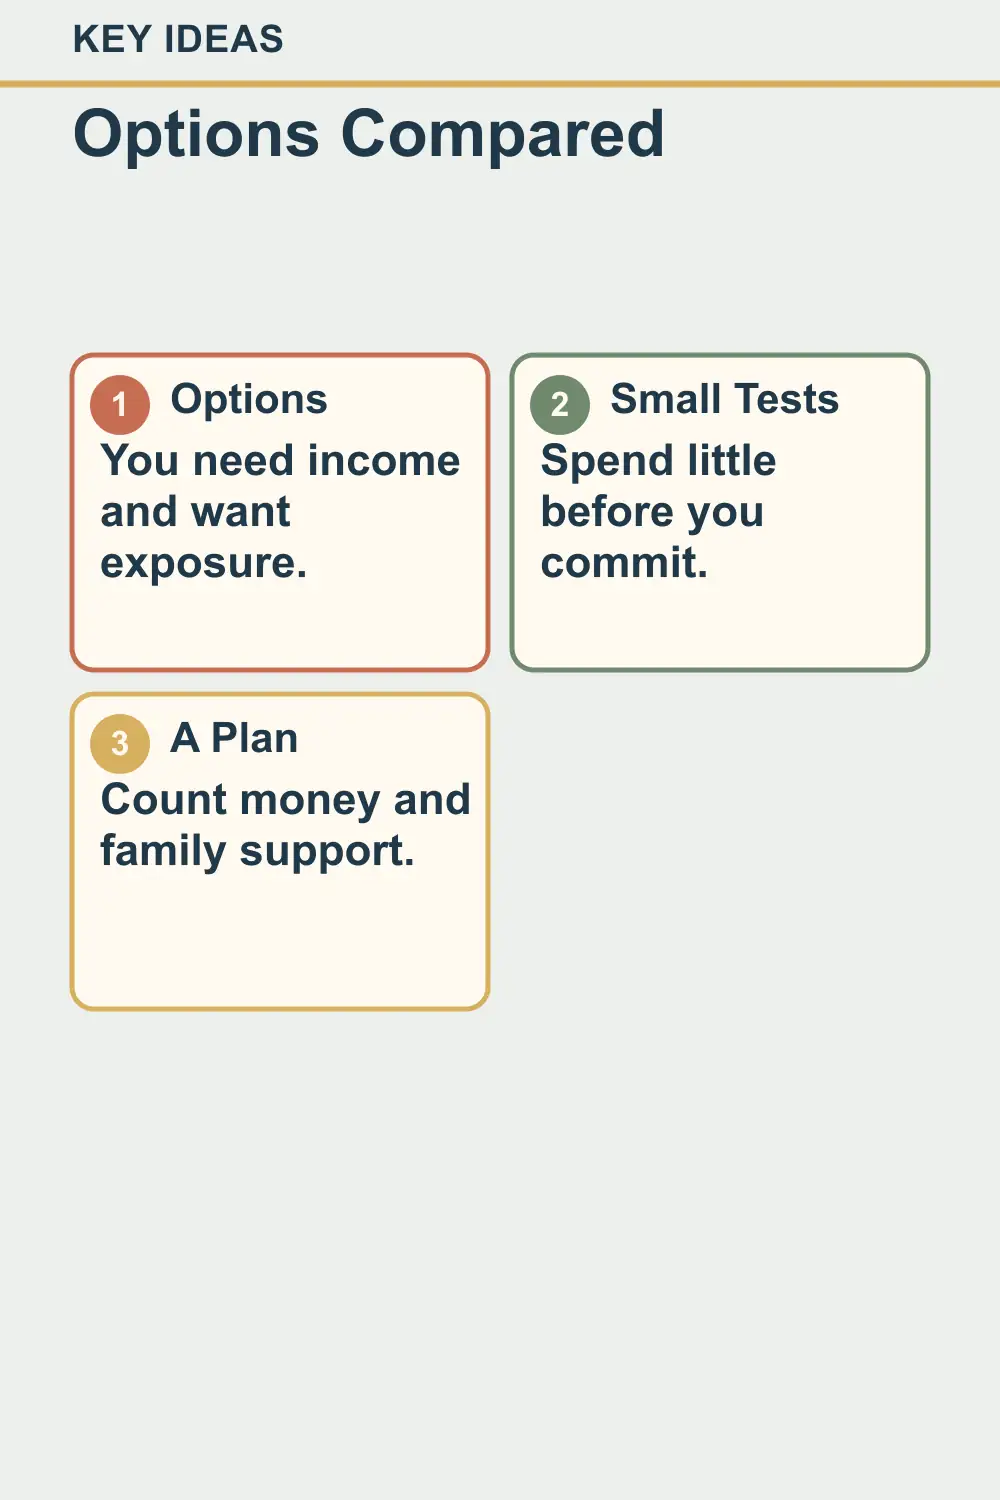 KEY IDEAS
Options Compared
1 Options
You need income
and want
exposure.
2 Small Tests
Spend little
before you
commit.
3 A Plan
Count money and
family support.